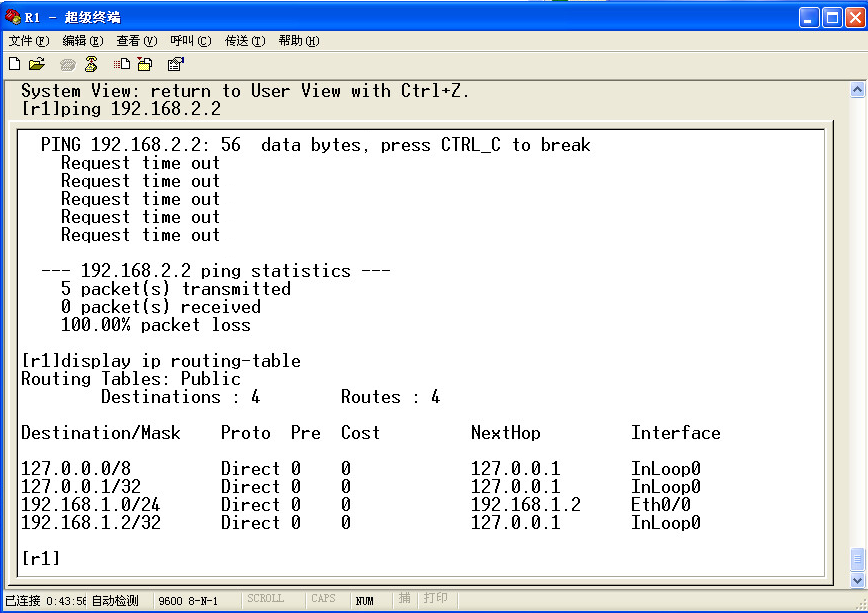 R1 - 超级终端
文件(F) 编辑(E) 查看(V) 呼叫(C) 传送(T) 帮助(H)
System View: return to User View with Ctrl+Z.
[r1]ping 192.168.2.2
PING 192.168.2.2: 56  data bytes, press CTRL_C to break
Request time out
Request time out
Request time out
Request time out
Request time out
--- 192.168.2.2 ping statistics ---
5 packet(s) transmitted
0 packet(s) received
100.00% packet loss
[r1]display ip routing-table
Routing Tables: Public
Destinations : 4        Routes : 4
Destination/Mask    Proto  Pre  Cost         NextHop         Interface
127.0.0.0/8         Direct 0    0            127.0.0.1       InLoop0
127.0.0.1/32        Direct 0    0            127.0.0.1       InLoop0
192.168.1.0/24      Direct 0    0            192.168.1.2     Eth0/0
192.168.1.2/32      Direct 0    0            127.0.0.1       InLoop0
[r1]
已连接 0:43:56 自动检测 9600 8-N-1 SCROLL CAPS NUM 捕 打印